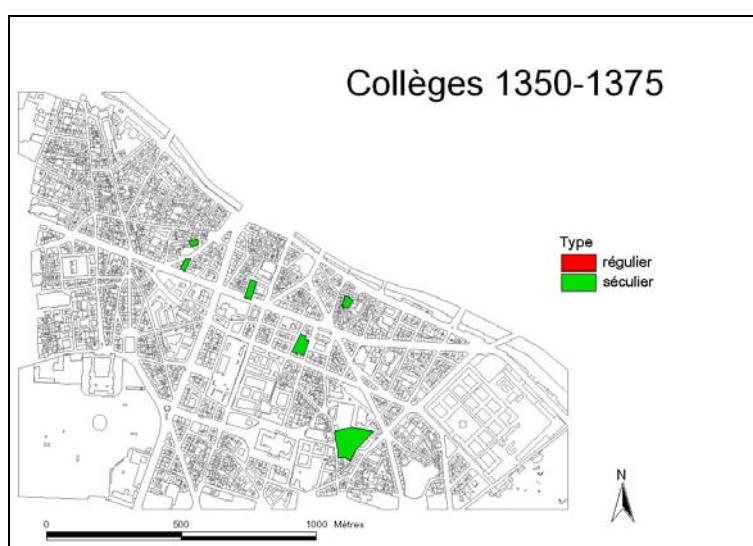 Collèges 1350-1375
Type
régulier
séculier
N
0 500 1000 Mètres